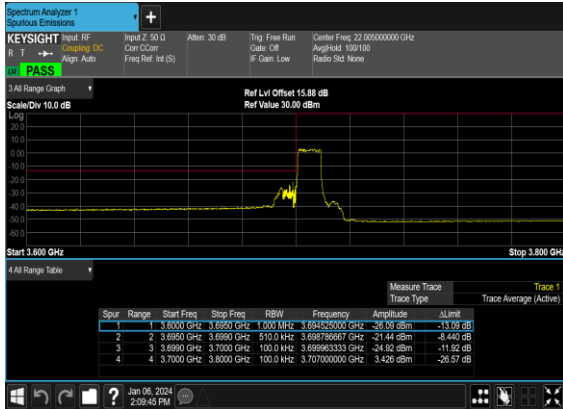 Spectrum Analyzer 1
Spurious Emissions
+
KEYSIGHT Input: RF Input Z: 50 Ω Atten: 30 dB Trig: Free Run Center Freq: 22.005000000 GHz
R T Coupling: DC Corr CCorr Gate: Off Avg|Hold: 100/100
Align: Auto Freq Ref: Int (S) IF Gain: Low Radio Std: None
PASS
3 All Range Graph
Ref Lvl Offset 15.88 dB
Scale/Div 10.0 dB Ref Value 30.00 dBm
Log
20.0
10.0
0.00
-10.0
-20.0
-30.0
-40.0
-50.0
-60.0
Start 3.600 GHz Stop 3.800 GHz
4 All Range Table
Measure Trace Trace 1
Trace Type Trace Average (Active)
Spur Range Start Freq Stop Freq RBW Frequency Amplitude ΔLimit
1 1 3.6000 GHz 3.6950 GHz 1.000 MHz 3.694525000 GHz -26.09 dBm -13.09 dB
2 2 3.6950 GHz 3.6990 GHz 510.0 kHz 3.698786667 GHz -21.44 dBm -8.440 dB
3 3 3.6990 GHz 3.7000 GHz 100.0 kHz 3.699963333 GHz -24.92 dBm -11.92 dB
4 4 3.7000 GHz 3.8000 GHz 100.0 kHz 3.707000000 GHz 3.426 dBm -26.57 dB
? Jan 06, 2024
2:09:45 PM